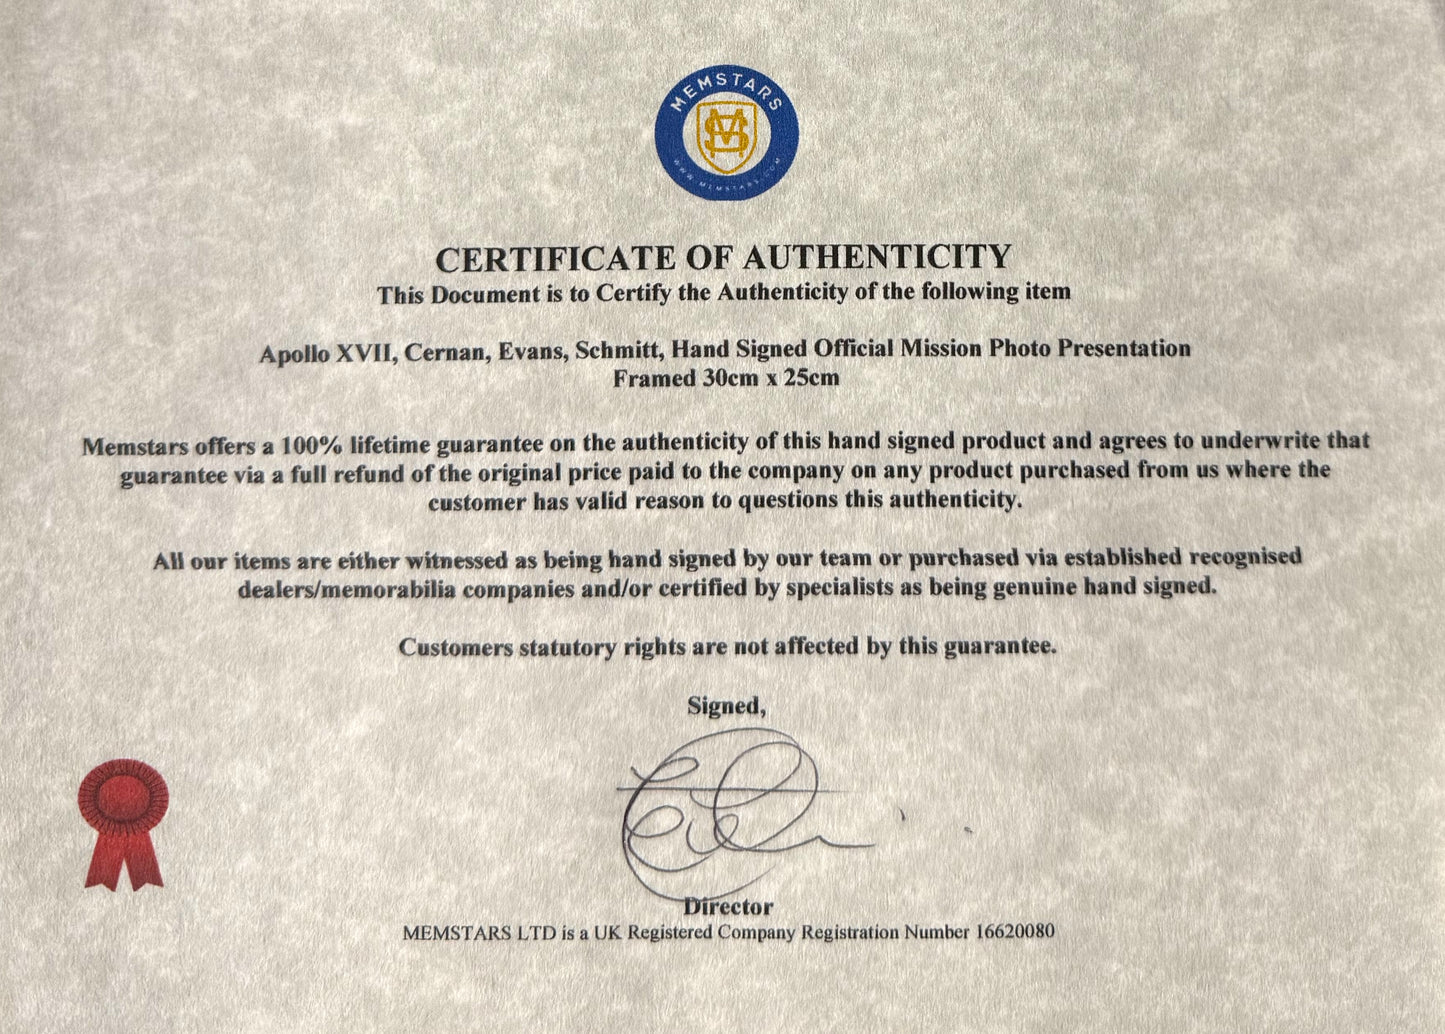 MEMSTARS
MS
WWW.MEMSTARS.COM
CERTIFICATE OF AUTHENTICITY
This Document is to Certify the Authenticity of the following item
Apollo XVII, Cernan, Evans, Schmitt, Hand Signed Official Mission Photo Presentation
Framed 30cm x 25cm
Memstars offers a 100% lifetime guarantee on the authenticity of this hand signed product and agrees to underwrite that
guarantee via a full refund of the original price paid to the company on any product purchased from us where the
customer has valid reason to questions this authenticity.
All our items are either witnessed as being hand signed by our team or purchased via established recognised
dealers/memorabilia companies and/or certified by specialists as being genuine hand signed.
Customers statutory rights are not affected by this guarantee.
Signed,
Director
MEMSTARS LTD is a UK Registered Company Registration Number 16620080